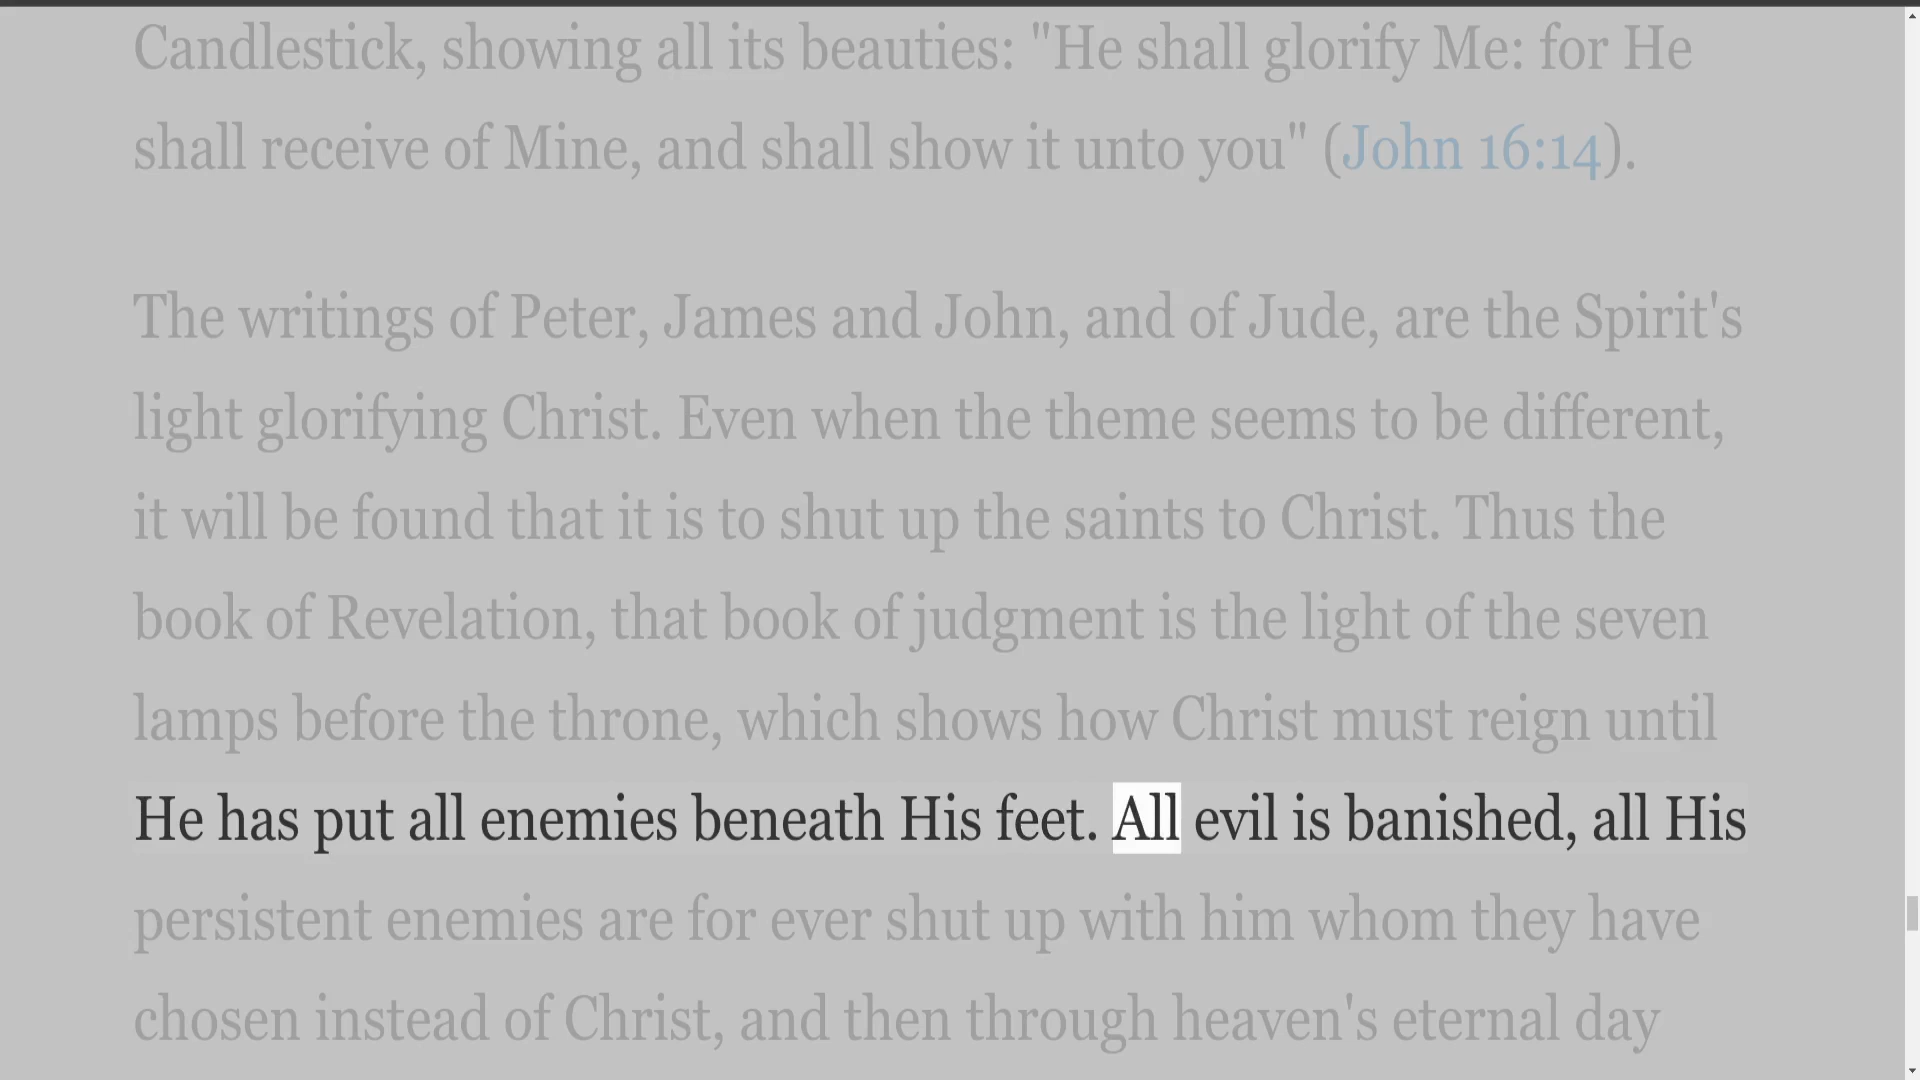 Candlestick, showing all its beauties: "He shall glorify Me: for He
shall receive of Mine, and shall show it unto you" (John 16:14).
The writings of Peter, James and John, and of Jude, are the Spirit's
light glorifying Christ. Even when the theme seems to be different,
it will be found that it is to shut up the saints to Christ. Thus the
book of Revelation, that book of judgment is the light of the seven
lamps before the throne, which shows how Christ must reign until
He has put all enemies beneath His feet. All evil is banished, all His
persistent enemies are for ever shut up with him whom they have
chosen instead of Christ, and then through heaven's eternal day